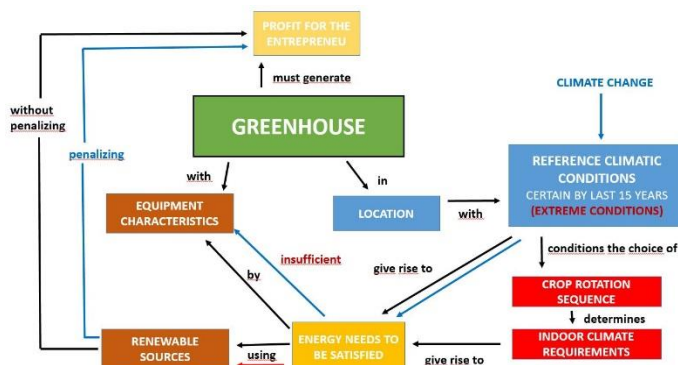 PROFIT FOR THE
ENTREPRENEU
must generate
without
penalizing
penalizing
GREENHOUSE
CLIMATE CHANGE
with
in
EQUIPMENT
CHARACTERISTICS
LOCATION
with
REFERENCE CLIMATIC
CONDITIONS
CERTAIN BY LAST 15 YEARS
(EXTREME CONDITIONS)
insufficient
by
give rise to
conditions the choice of
CROP ROTATION
SEQUENCE
determines
RENEWABLE
SOURCES
using
ENERGY NEEDS TO
BE SATISFIED
give rise to
INDOOR CLIMATE
REQUIREMENTS